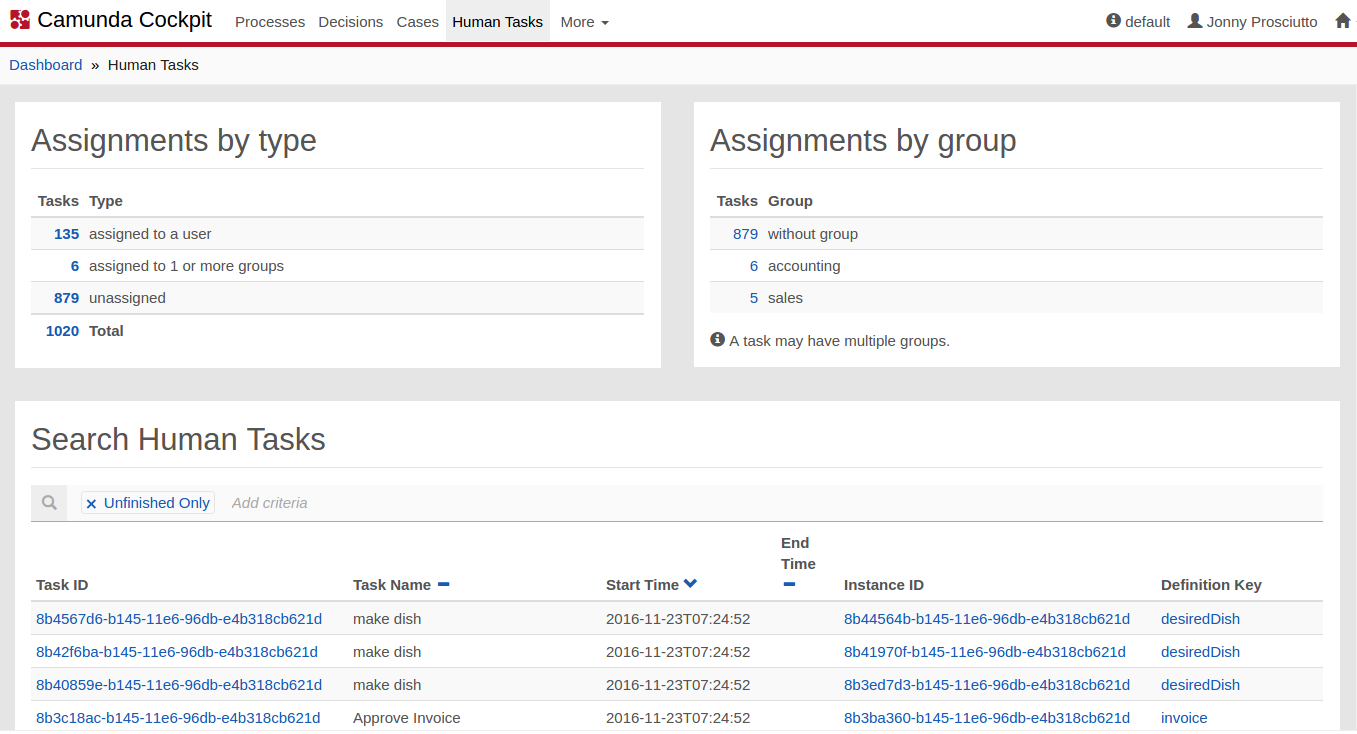 Camunda Cockpit Processes Decisions Cases Human Tasks More default Jonny Prosciutto
Dashboard » Human Tasks
Assignments by type
Tasks Type
135 assigned to a user
6 assigned to 1 or more groups
879 unassigned
1020 Total
Assignments by group
Tasks Group
879 without group
6 accounting
5 sales
A task may have multiple groups.
Search Human Tasks
Unfinished Only Add criteria
Task ID Task Name Start Time End Time Instance ID Definition Key
8b4567d6-b145-11e6-96db-e4b318cb621d make dish 2016-11-23T07:24:52 8b44564b-b145-11e6-96db-e4b318cb621d desiredDish
8b42f6ba-b145-11e6-96db-e4b318cb621d make dish 2016-11-23T07:24:52 8b41970f-b145-11e6-96db-e4b318cb621d desiredDish
8b40859e-b145-11e6-96db-e4b318cb621d make dish 2016-11-23T07:24:52 8b3ed7d3-b145-11e6-96db-e4b318cb621d desiredDish
8b3c18ac-b145-11e6-96db-e4b318cb621d Approve Invoice 2016-11-23T07:24:52 8b3ba360-b145-11e6-96db-e4b318cb621d invoice